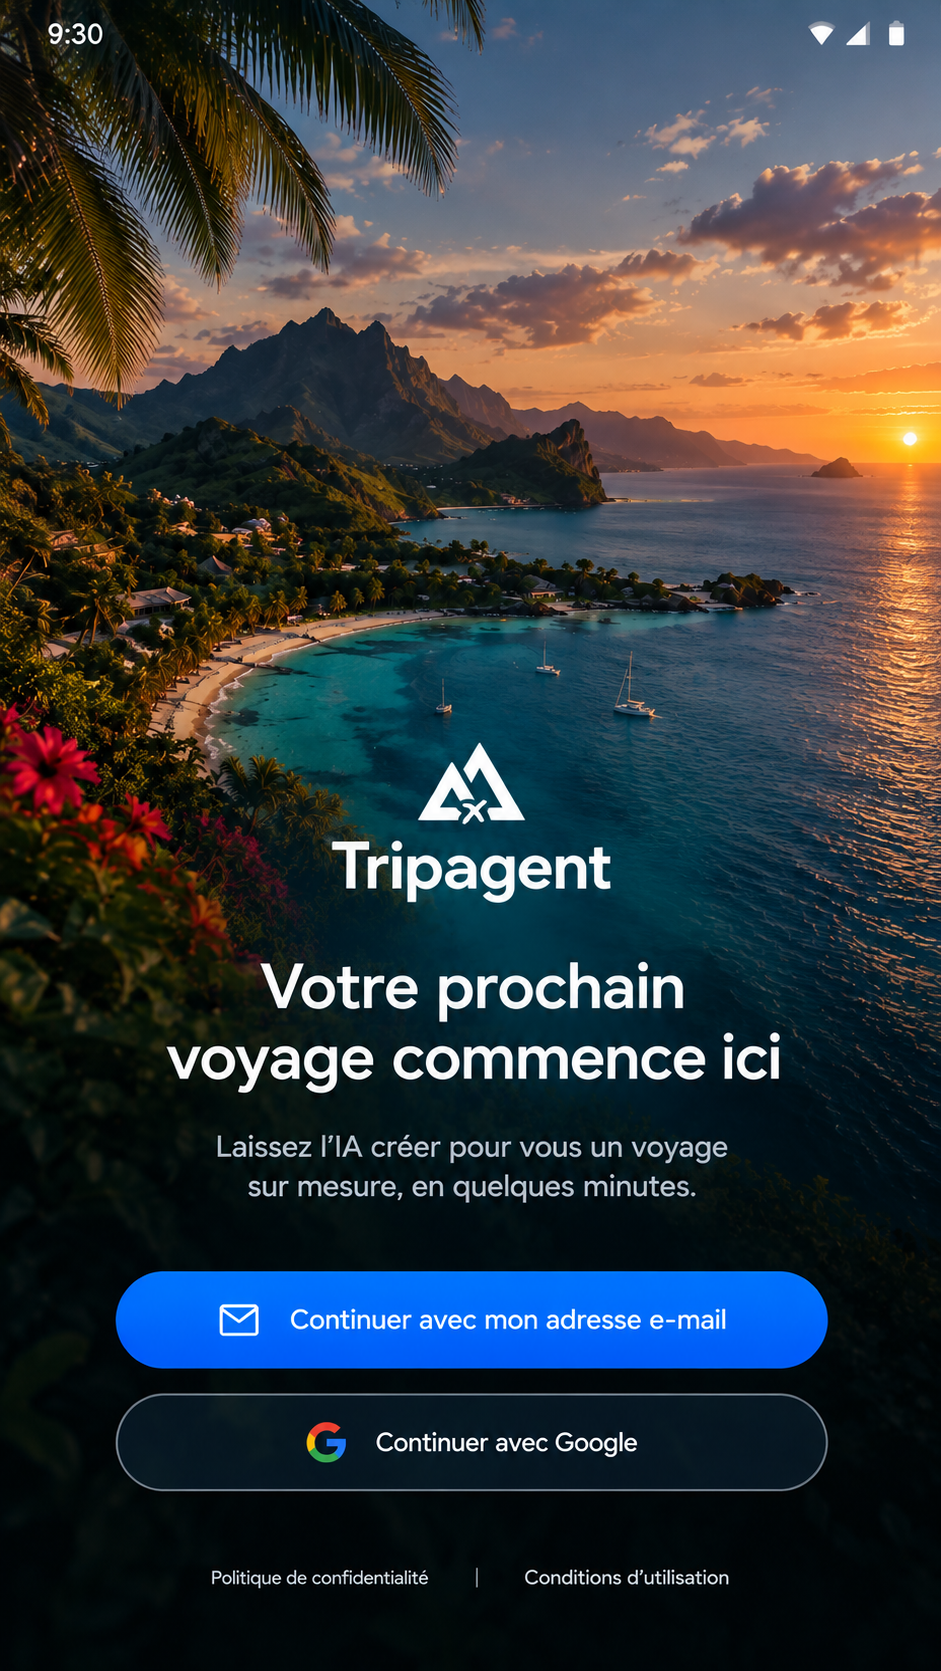 9:30
Tripagent
Votre prochain
voyage commence ici
Laissez l’IA créer pour vous un voyage
sur mesure, en quelques minutes.
Continuer avec mon adresse e-mail
Continuer avec Google
Politique de confidentialité | Conditions d’utilisation